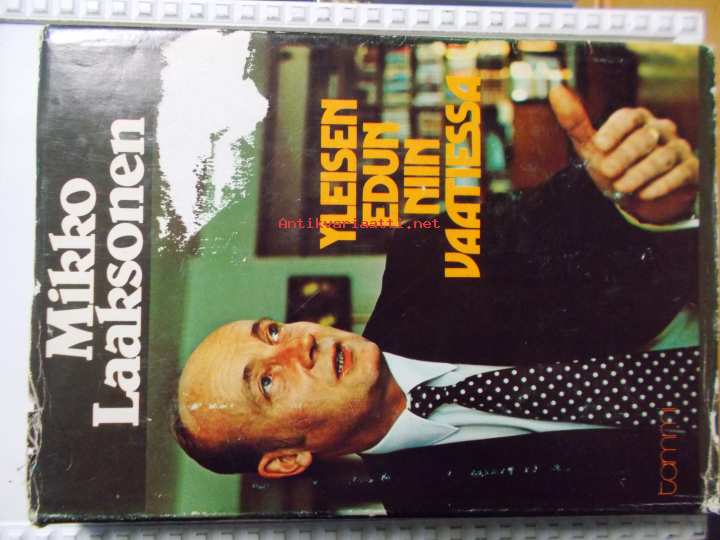 Mikko
Laaksonen
YLEISEN
EDUN
NIIN
VAATIESSA
tammi
Antikvariaatti.net